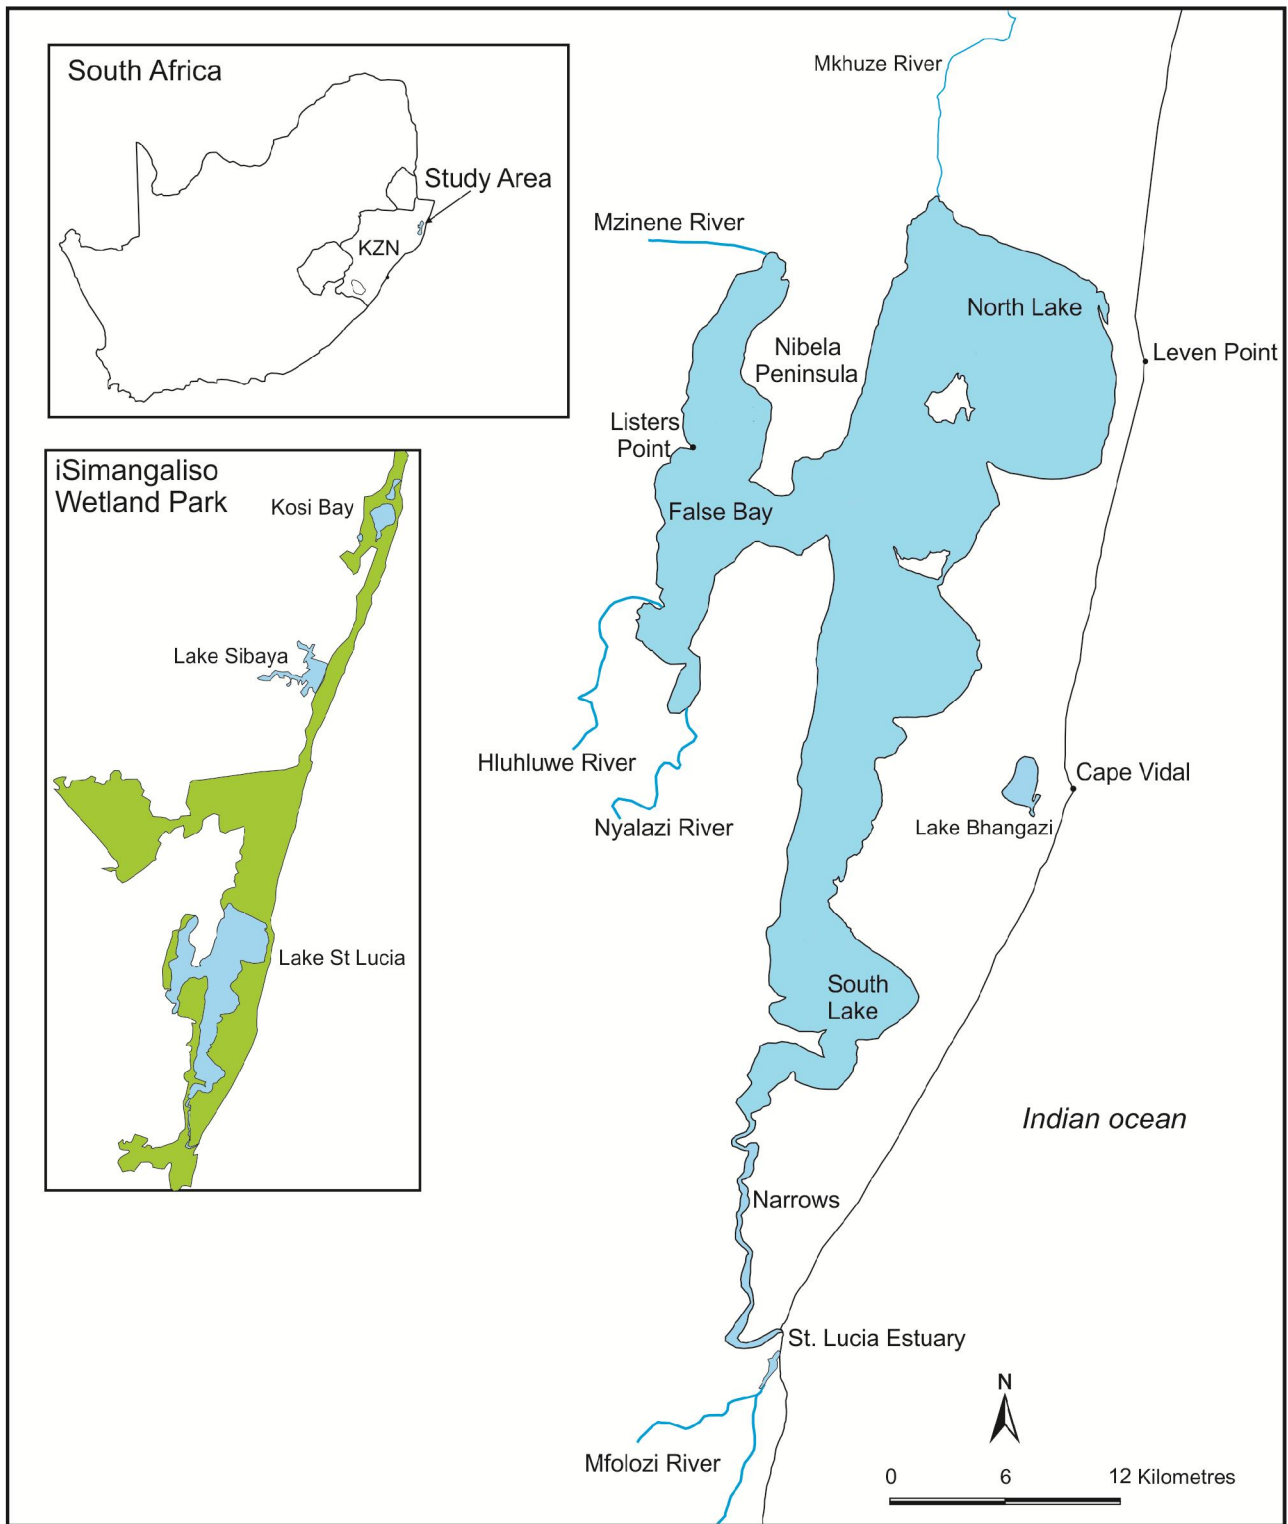 South Africa
Study Area
KZN
iSimangaliso
Wetland Park
Kosi Bay
Lake Sibaya
Lake St Lucia
Mkhuze River
Mzinene River
North Lake
Nibela
Peninsula
Leven Point
Listers
Point
False Bay
Hluhluwe River
Cape Vidal
Nyalazi River
Lake Bhangazi
South
Lake
Indian ocean
Narrows
St. Lucia Estuary
N
Mfolozi River
0 6 12 Kilometres